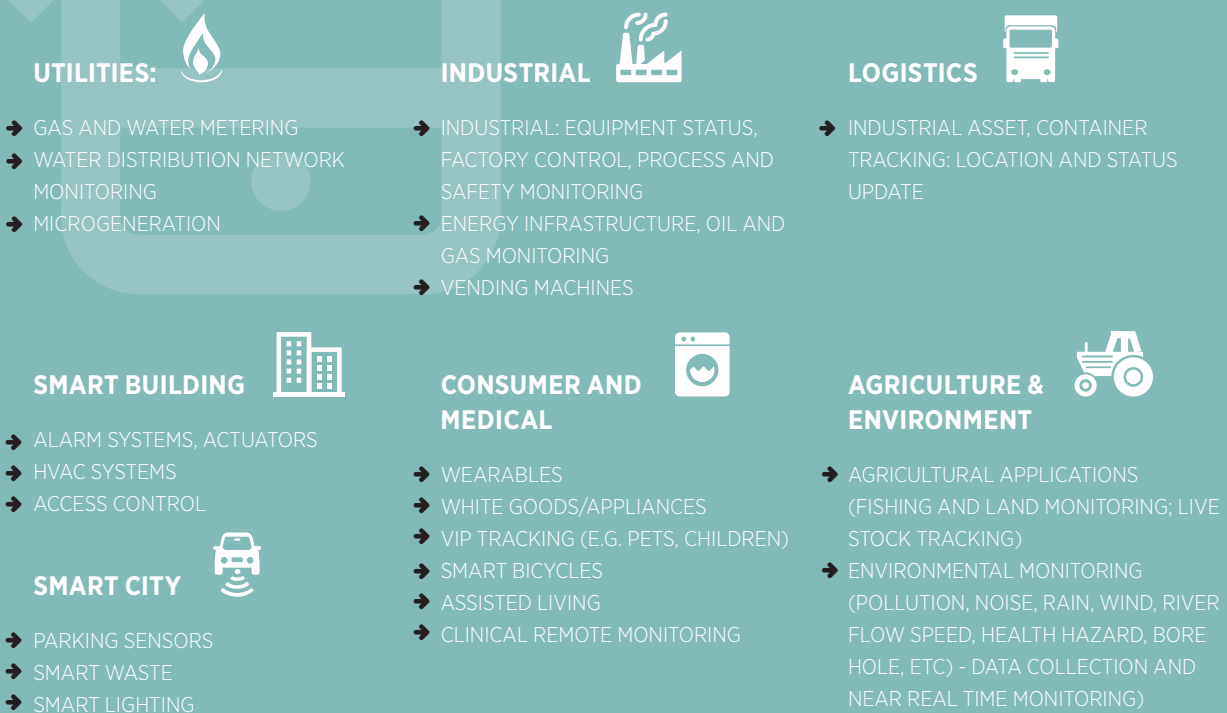 UTILITIES:
GAS AND WATER METERING
WATER DISTRIBUTION NETWORK
MONITORING
MICROGENERATION
INDUSTRIAL
INDUSTRIAL: EQUIPMENT STATUS,
FACTORY CONTROL, PROCESS AND
SAFETY MONITORING
ENERGY INFRASTRUCTURE, OIL AND
GAS MONITORING
VENDING MACHINES
LOGISTICS
INDUSTRIAL ASSET, CONTAINER
TRACKING: LOCATION AND STATUS
UPDATE
SMART BUILDING
ALARM SYSTEMS, ACTUATORS
HVAC SYSTEMS
ACCESS CONTROL
SMART CITY
PARKING SENSORS
SMART WASTE
SMART LIGHTING
CONSUMER AND
MEDICAL
WEARABLES
WHITE GOODS/APPLIANCES
VIP TRACKING (E.G. PETS, CHILDREN)
SMART BICYCLES
ASSISTED LIVING
CLINICAL REMOTE MONITORING
AGRICULTURE &
ENVIRONMENT
AGRICULTURAL APPLICATIONS
(FISHING AND LAND MONITORING; LIVE
STOCK TRACKING)
ENVIRONMENTAL MONITORING
(POLLUTION, NOISE, RAIN, WIND, RIVER
FLOW SPEED, HEALTH HAZARD, BORE
HOLE, ETC) - DATA COLLECTION AND
NEAR REAL TIME MONITORING)